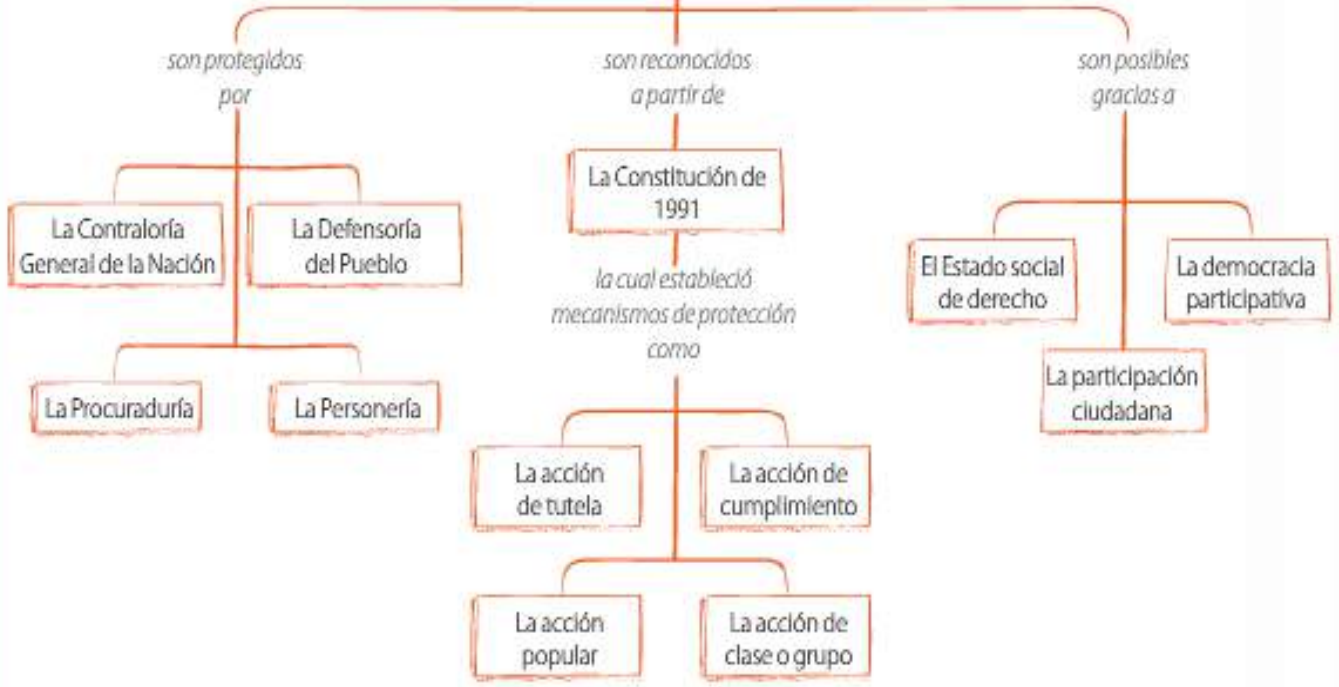 son protegidos
por
La Contraloría
General de la Nación
La Defensoría
del Pueblo
La Procuraduría
La Personería
son reconocidos
a partir de
La Constitución de
1991
la cual estableció
mecanismos de protección
como
La acción
de tutela
La acción de
cumplimiento
La acción
popular
La acción de
clase o grupo
son posibles
gracias a
El Estado social
de derecho
La democracia
participativa
La participación
ciudadana